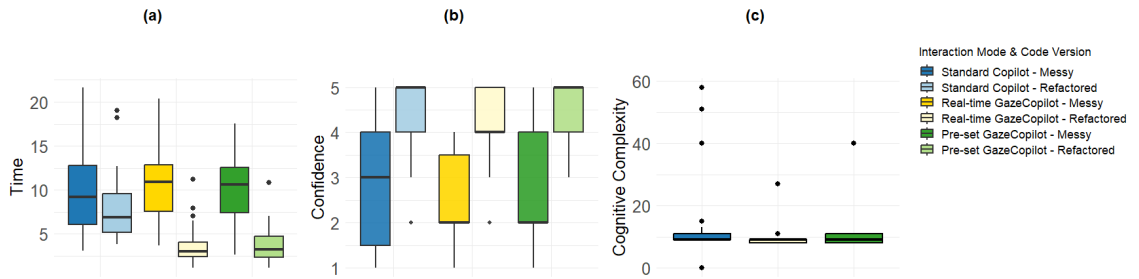 (a)
(b)
(c)
Time
20
15
10
5
Confidence
5
4
3
2
1
Cognitive Complexity
60
40
20
0
Interaction Mode & Code Version
Standard Copilot - Messy
Standard Copilot - Refactored
Real-time GazeCopilot - Messy
Real-time GazeCopilot - Refactored
Pre-set GazeCopilot - Messy
Pre-set GazeCopilot - Refactored